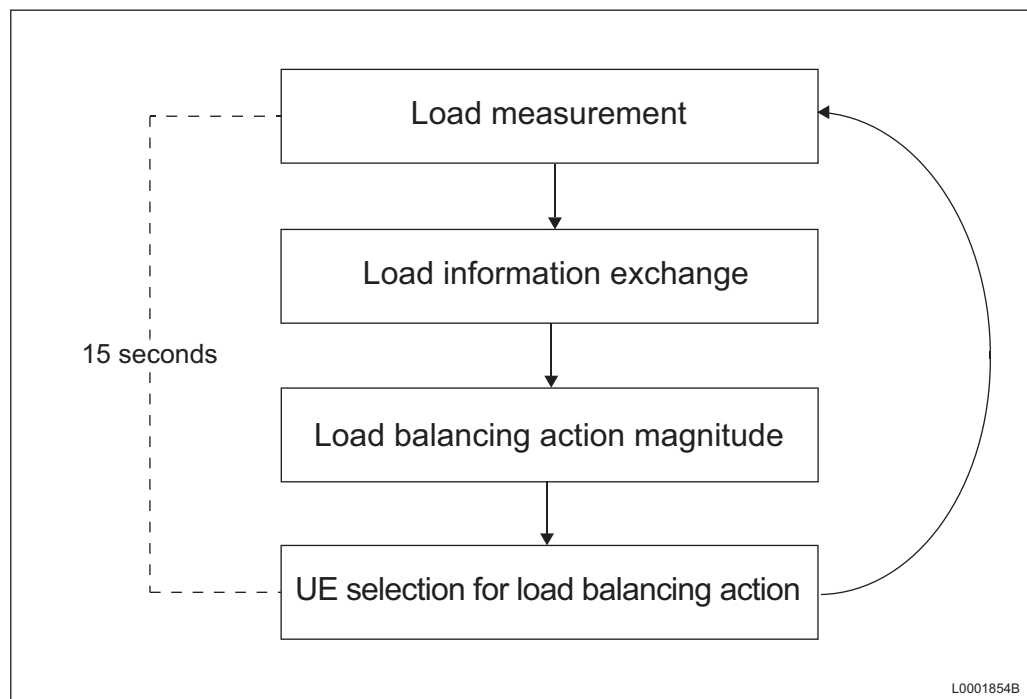 Load measurement
Load information exchange
15 seconds
Load balancing action magnitude
UE selection for load balancing action
L0001854B